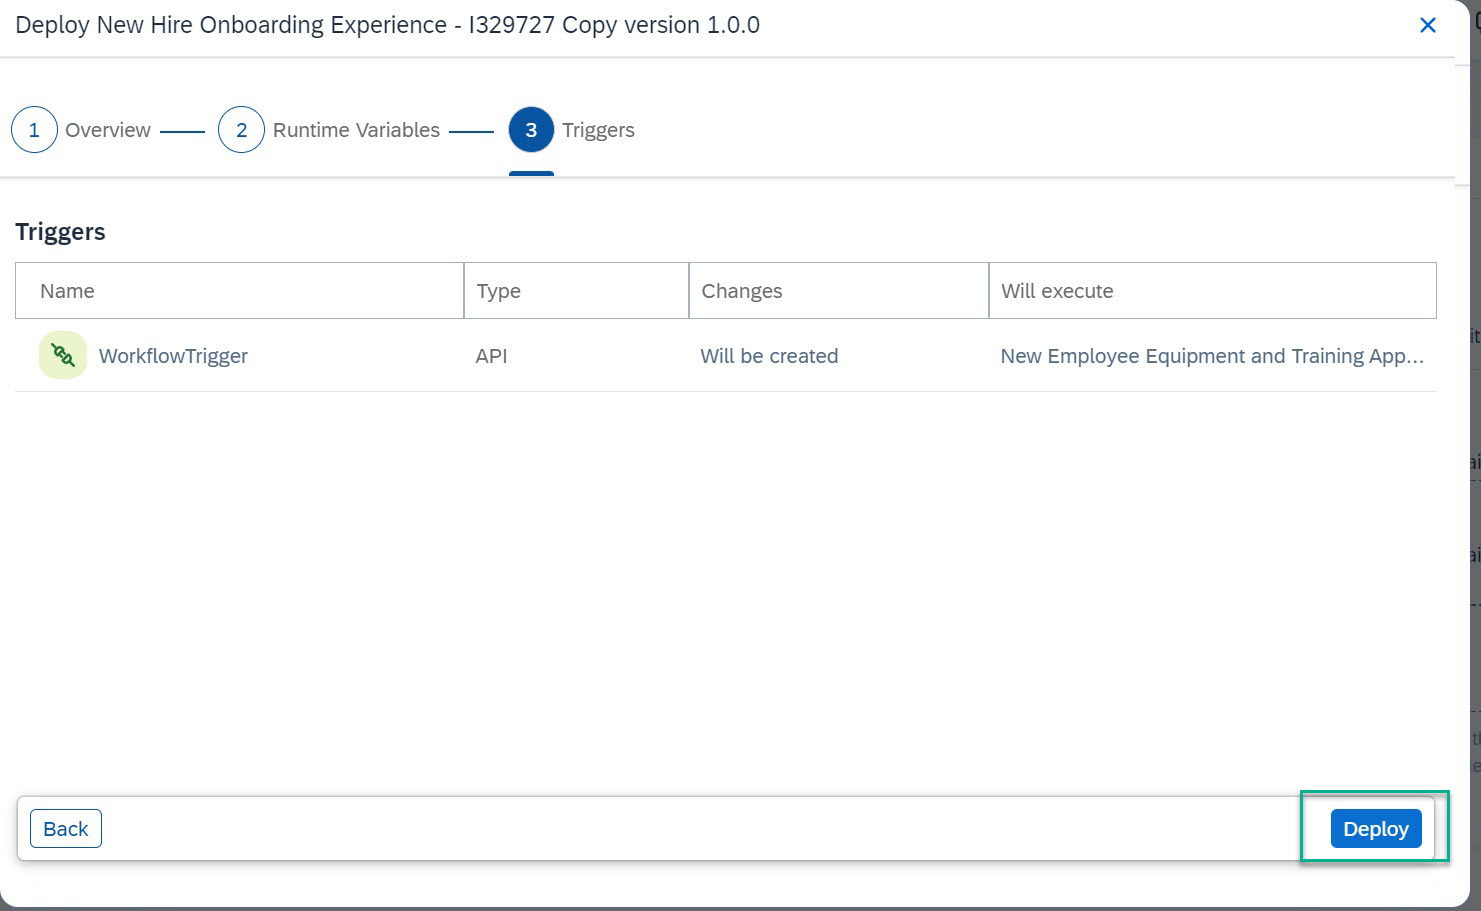 Deploy New Hire Onboarding Experience - I329727 Copy version 1.0.0
1 Overview 2 Runtime Variables 3 Triggers
Triggers
Name Type Changes Will execute
WorkflowTrigger API Will be created New Employee Equipment and Training App...
Back Deploy